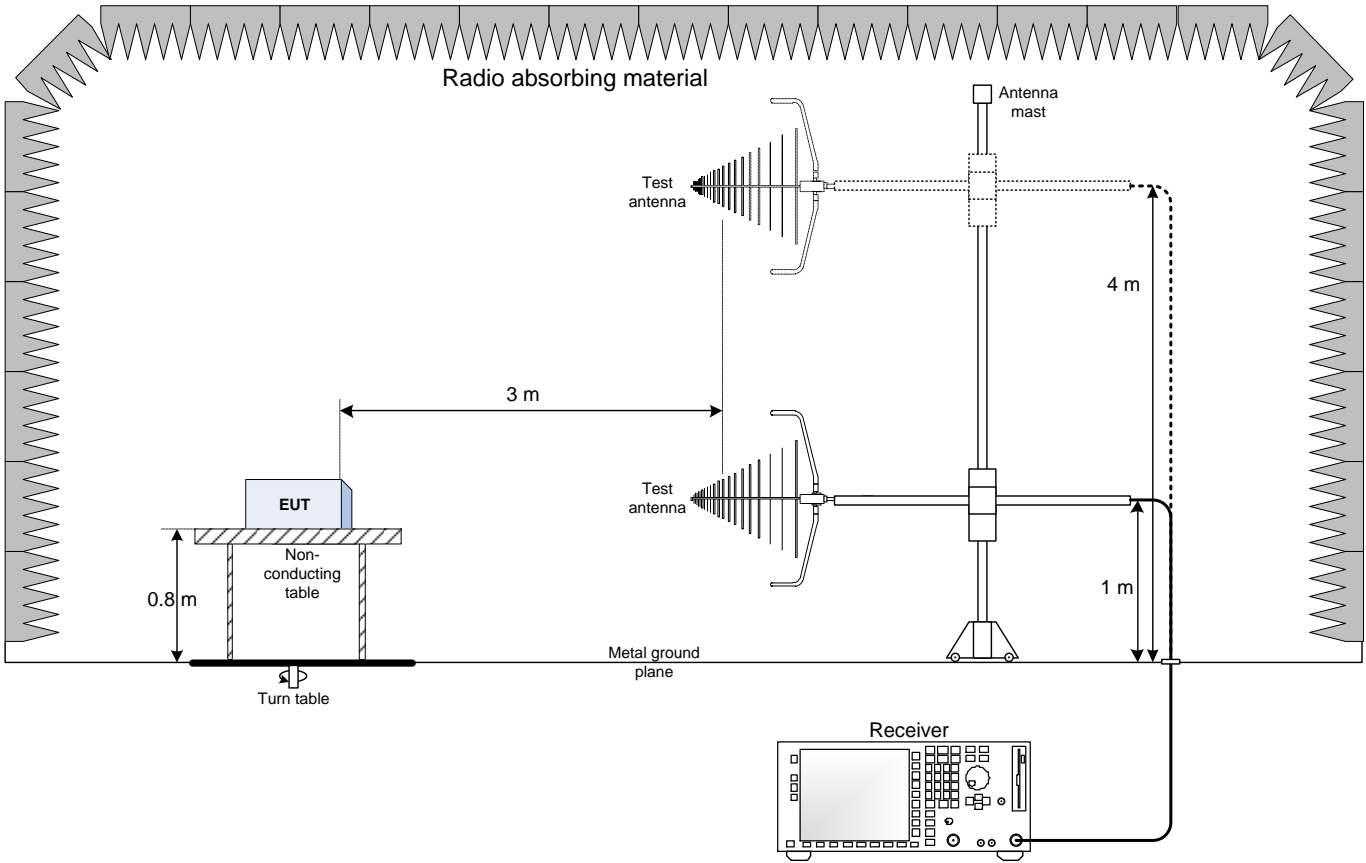 Radio absorbing material
Antenna
mast
Test
antenna
4 m
3 m
EUT
Test
antenna
Non-
conducting
table
0.8 m
1 m
Metal ground
plane
Turn table
Receiver